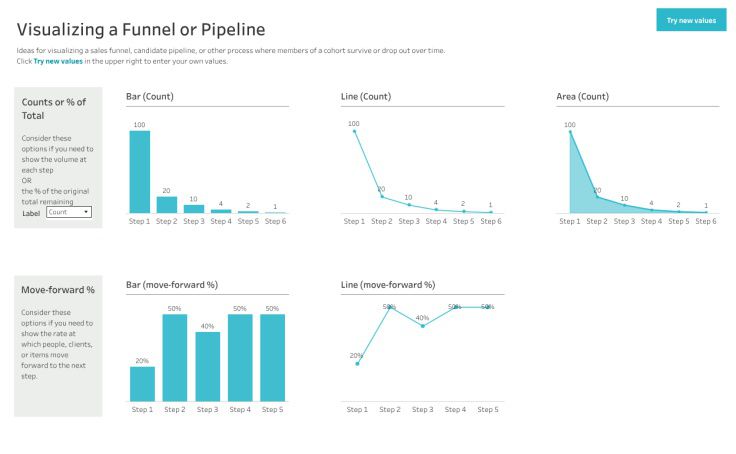 Visualizing a Funnel or Pipeline
Try new values
Ideas for visualizing a sales funnel, candidate pipeline, or other process where members of a cohort survive or drop out over time.
Click Try new values in the upper right to enter your own values.
Counts or % of
Total
Consider these
options if you need to
show the volume at
each step
OR
the % of the original
total remaining
Label Count
Bar (Count)
100
20
10
4
2
1
Step 1 Step 2 Step 3 Step 4 Step 5 Step 6
Line (Count)
100
20
10
4
2
1
Step 1 Step 2 Step 3 Step 4 Step 5 Step 6
Area (Count)
100
20
10
4
2
1
Step 1 Step 2 Step 3 Step 4 Step 5 Step 6
Move-forward %
Consider these
options if you need to
show the rate at
which people, clients,
or items move
forward to the next
step.
Bar (move-forward %)
20%
50%
40%
50%
50%
Step 1 Step 2 Step 3 Step 4 Step 5
Line (move-forward %)
20%
50%
40%
50%
50%
Step 1 Step 2 Step 3 Step 4 Step 5